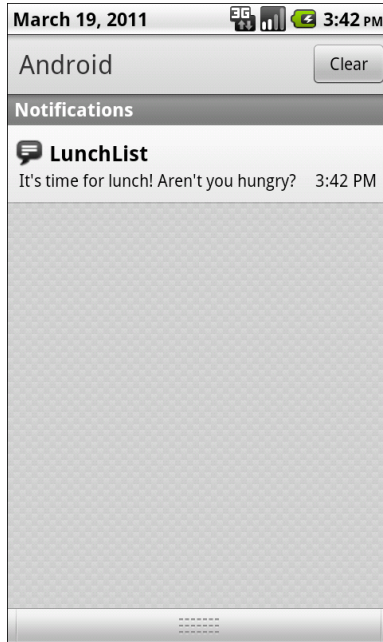 March 19, 2011 3G 3:42 PM
Android Clear
Notifications
LunchList
It's time for lunch! Aren't you hungry? 3:42 PM